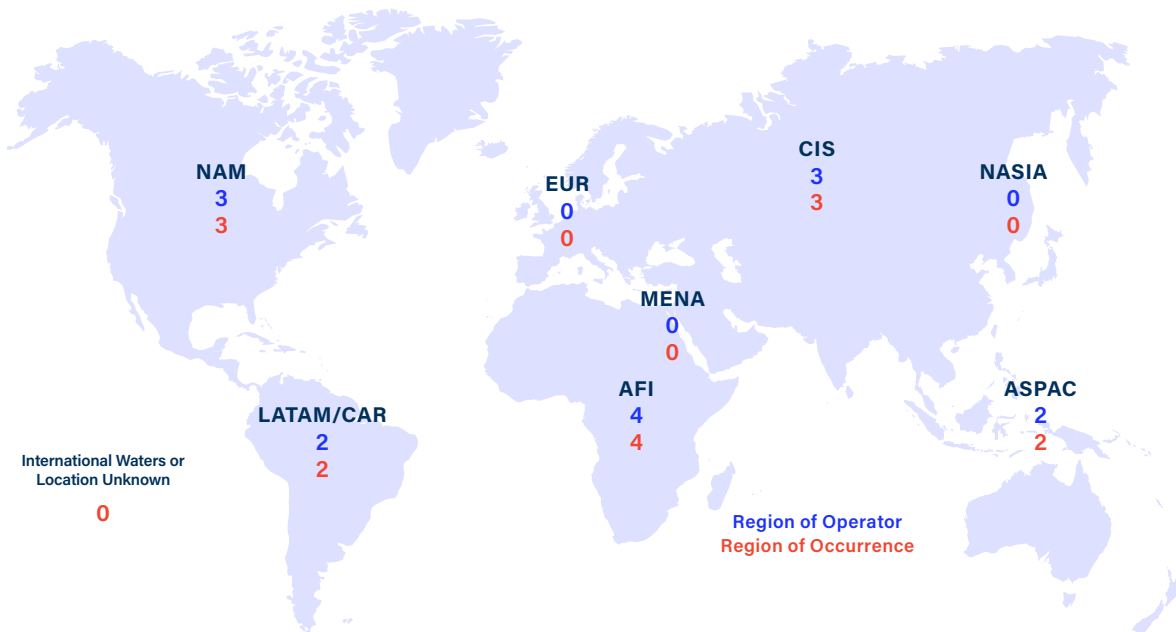 NAM
3
3
EUR
0
0
CIS
3
3
NASIA
0
0
MENA
0
0
AFI
4
4
ASPAC
2
2
LATAM/CAR
2
2
International Waters or
Location Unknown
0
Region of Operator
Region of Occurrence